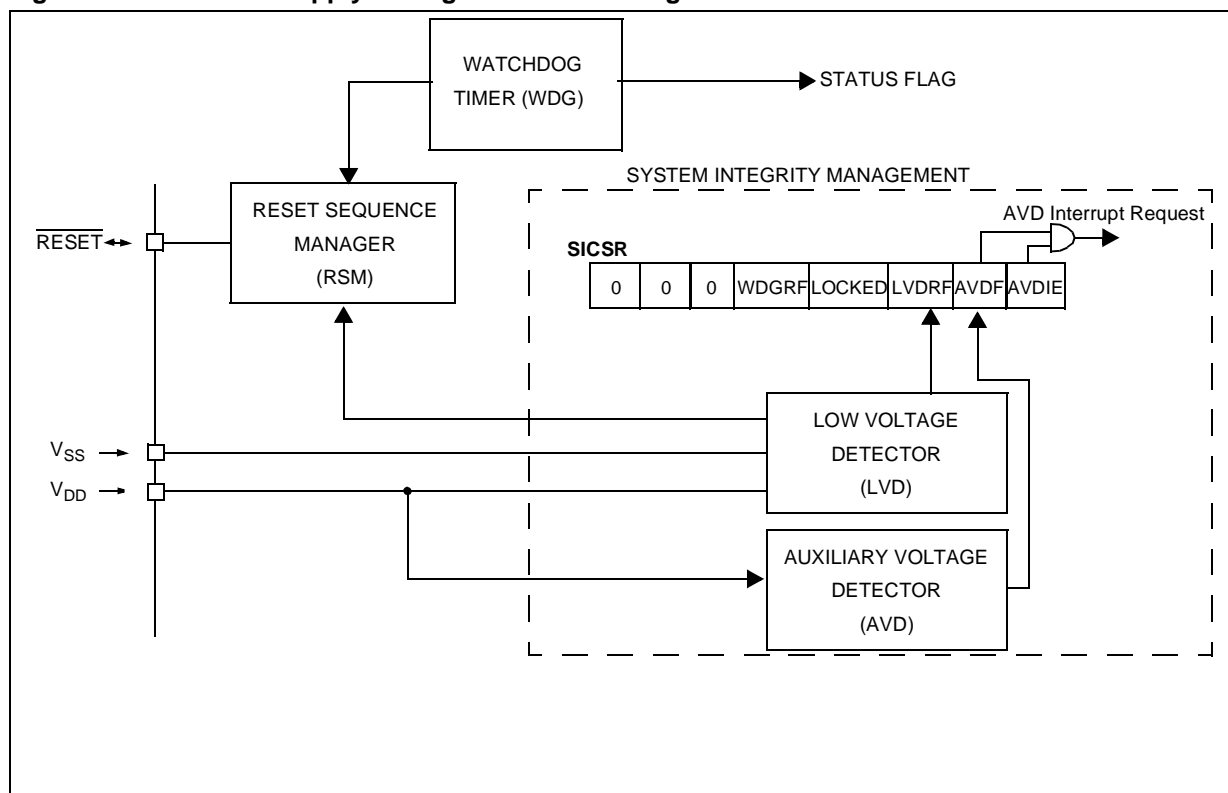 WATCHDOG
TIMER (WDG)
STATUS FLAG
SYSTEM INTEGRITY MANAGEMENT
RESET SEQUENCE
MANAGER
(RSM)
RESET
AVD Interrupt Request
SICSR
0 0 0 WDGRF LOCKED LVDRF AVDF AVDIE
LOW VOLTAGE
DETECTOR
(LVD)
VSS
VDD
AUXILIARY VOLTAGE
DETECTOR
(AVD)